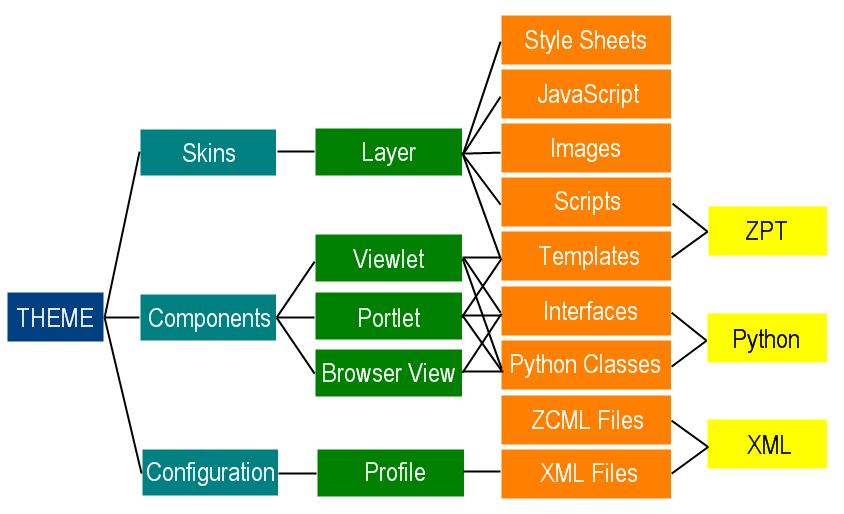 THEME
Skins
Components
Configuration
Layer
Viewlet
Portlet
Browser View
Profile
Style Sheets
JavaScript
Images
Scripts
Templates
Interfaces
Python Classes
ZCML Files
XML Files
ZPT
Python
XML